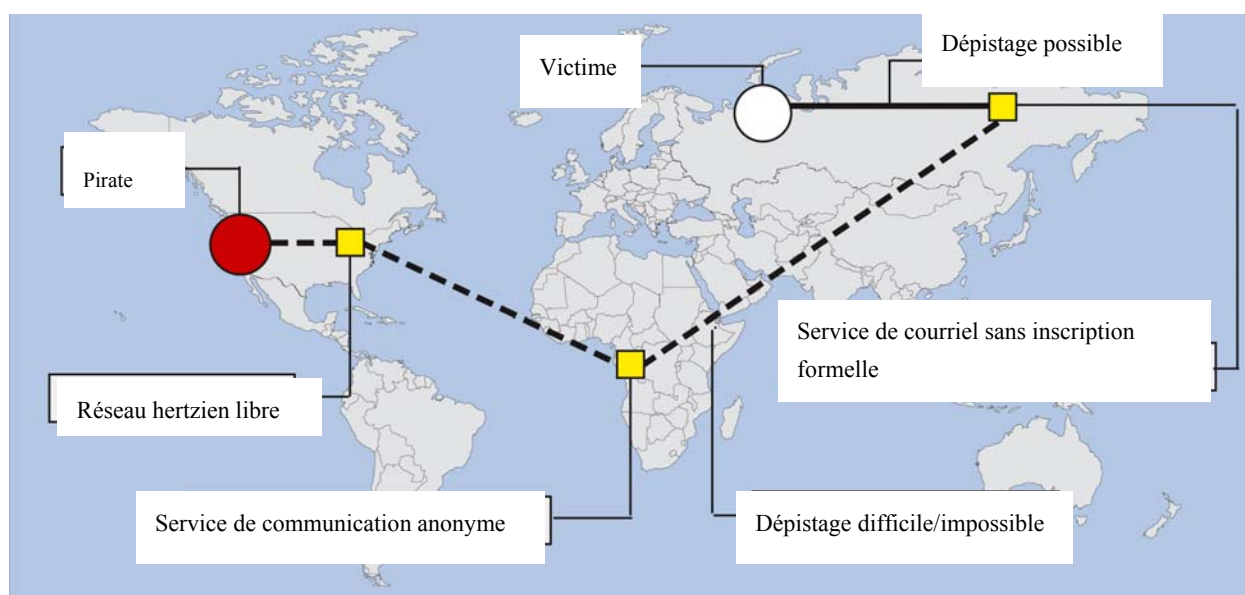 Dépistage possible
Victime
Pirate
Service de courriel sans inscription
formelle
Réseau hertzien libre
Service de communication anonyme
Dépistage difficile/impossible